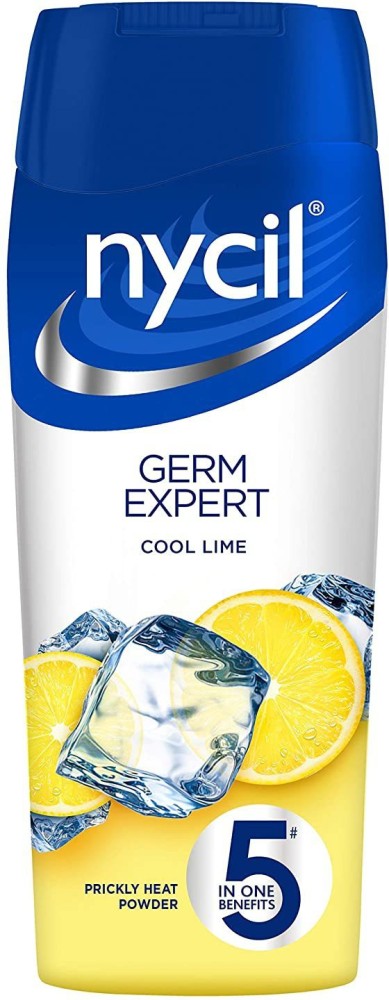 nycil®
GERM
EXPERT
COOL LIME
PRICKLY HEAT
POWDER
5#
IN ONE
BENEFITS